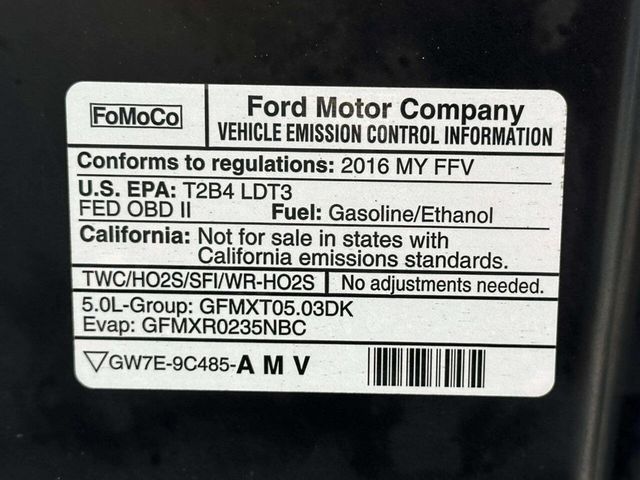 FoMoCo
Ford Motor Company
VEHICLE EMISSION CONTROL INFORMATION
Conforms to regulations: 2016 MY FFV
U.S. EPA: T2B4 LDT3
FED OBD II Fuel: Gasoline/Ethanol
California: Not for sale in states with
California emissions standards.
TWC/HO2S/SFI/WR-HO2S No adjustments needed.
5.0L-Group: GFMXT05.03DK
Evap: GFMXR0235NBC
▽GW7E-9C485-A M V